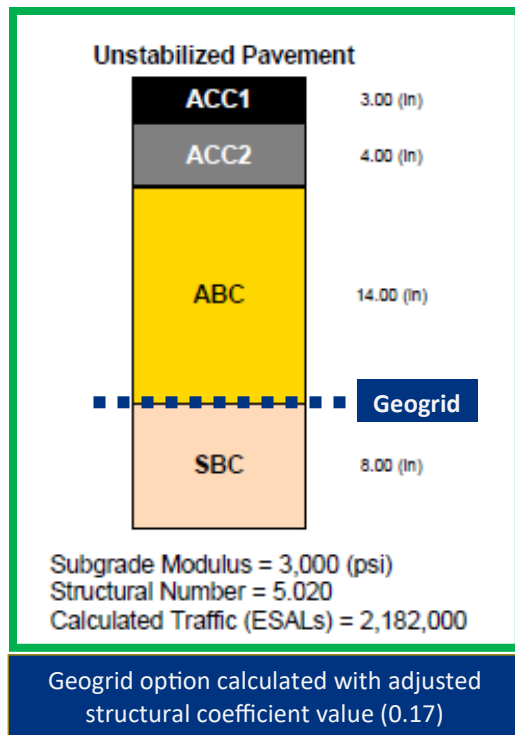 Unstabilized Pavement
ACC1
3.00 (in)
ACC2
4.00 (in)
ABC
14.00 (in)
Geogrid
SBC
8.00 (in)
Subgrade Modulus = 3,000 (psi)
Structural Number = 5.020
Calculated Traffic (ESALs) = 2,182,000
Geogrid option calculated with adjusted
structural coefficient value (0.17)